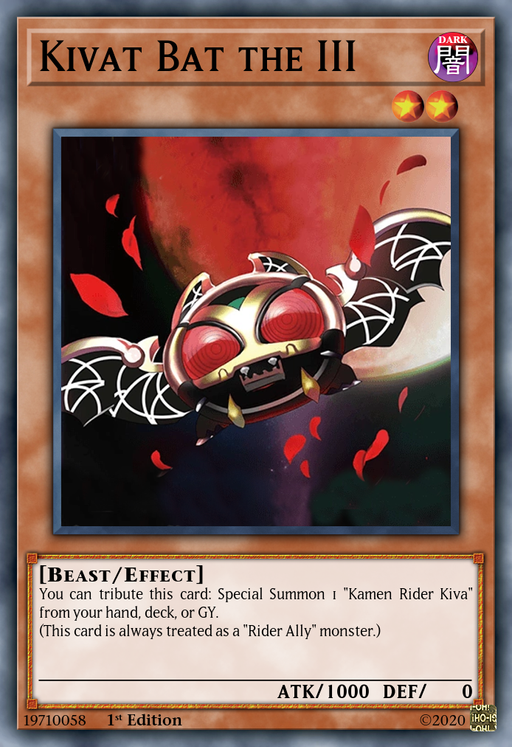 Kivat Bat the III
DARK
闇
[Beast/Effect]
You can tribute this card: Special Summon 1 "Kamen Rider Kiva"
from your hand, deck, or GY.
(This card is always treated as a "Rider Ally" monster.)
ATK/1000 DEF/ 0
19710058 1st Edition ©2020